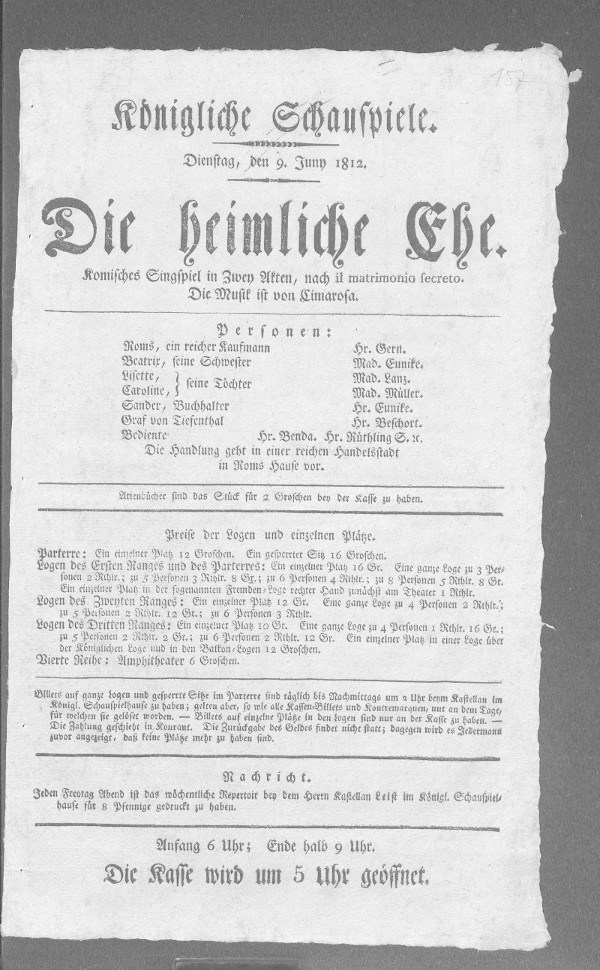 157
Königliche Schauspiele.
Dienstag, den 9. Juny 1812.
Die heimliche Ehe.
Komisches Singspiel in Zwey Akten, nach il matrimonio secreto.
Die Musik ist von Cimarosa.
Personen:
Roms, ein reicher Kaufmann Hr. Gern.
Beatrix, seine Schwester Mad. Eunike.
Lisette, } seine Töchter Mad. Lanz.
Caroline, Mad. Müller.
Sander, Buchhalter Hr. Eunike.
Graf von Tiefenthal Hr. Beschort.
Bediente Hr. Benda. Hr. Rüthling S. ꝛc.
Die Handlung geht in einer reichen Handelsstadt
in Roms Hause vor.
Arienbücher sind das Stück für 2 Groschen bey der Kasse zu haben.
Preise der Logen und einzelnen Plätze.
Parterre: Ein einzelner Platz 12 Groschen. Ein gesperrter Sitz 16 Groschen.
Logen des Ersten Ranges und des Parterres: Ein einzelner Platz 16 Gr. Eine ganze Loge zu 3 Per-
sonen 2 Rthlr.; zu 5 Personen 3 Rthlr. 8 Gr.; zu 6 Personen 4 Rthlr.; zu 8 Personen 5 Rthlr. 8 Gr.
Ein einzelner Platz in der sogenannten Fremden-Loge rechter Hand zunächst am Theater 1 Rthlr.
Logen des Zweyten Ranges: Ein einzelner Platz 12 Gr. Eine ganze Loge zu 4 Personen 2 Rthlr.;
zu 5 Personen 2 Rthlr. 12 Gr.; zu 6 Personen 3 Rthlr.
Logen des Dritten Ranges: Ein einzelner Platz 10 Gr. Eine ganze Loge zu 4 Personen 1 Rthlr. 16 Gr.;
zu 5 Personen 2 Rthlr. 2 Gr.; zu 6 Personen 2 Rthlr. 12 Gr. Ein einzelner Platz in einer Loge über
der Königlichen Loge und in den Balkon-Logen 12 Groschen.
Vierte Reihe: Amphitheater 6 Groschen.
Billets auf ganze Logen und gesperrte Sitze im Parterre sind täglich bis Nachmittags um 2 Uhr beym Kastellan im
Königl. Schauspielhause zu haben; gelten aber, so wie alle Kassen-Billets und Kontremarquen, nur an dem Tage,
für welchen sie gelöset worden. — Billets auf einzelne Plätze in den Logen sind nur an der Kasse zu haben. —
Die Zahlung geschieht in Kourant. Die Zurückgabe des Geldes findet nicht statt; dagegen wird es Jedermann
zuvor angezeigt, daß keine Plätze mehr zu haben sind.
Nachricht.
Jeden Freytag Abend ist das wöchentliche Repertoir bey dem Herrn Kastellan Leist im Königl. Schauspiel-
hause für 8 Pfennige gedruckt zu haben.
Anfang 6 Uhr; Ende halb 9 Uhr.
Die Kasse wird um 5 Uhr geöffnet.